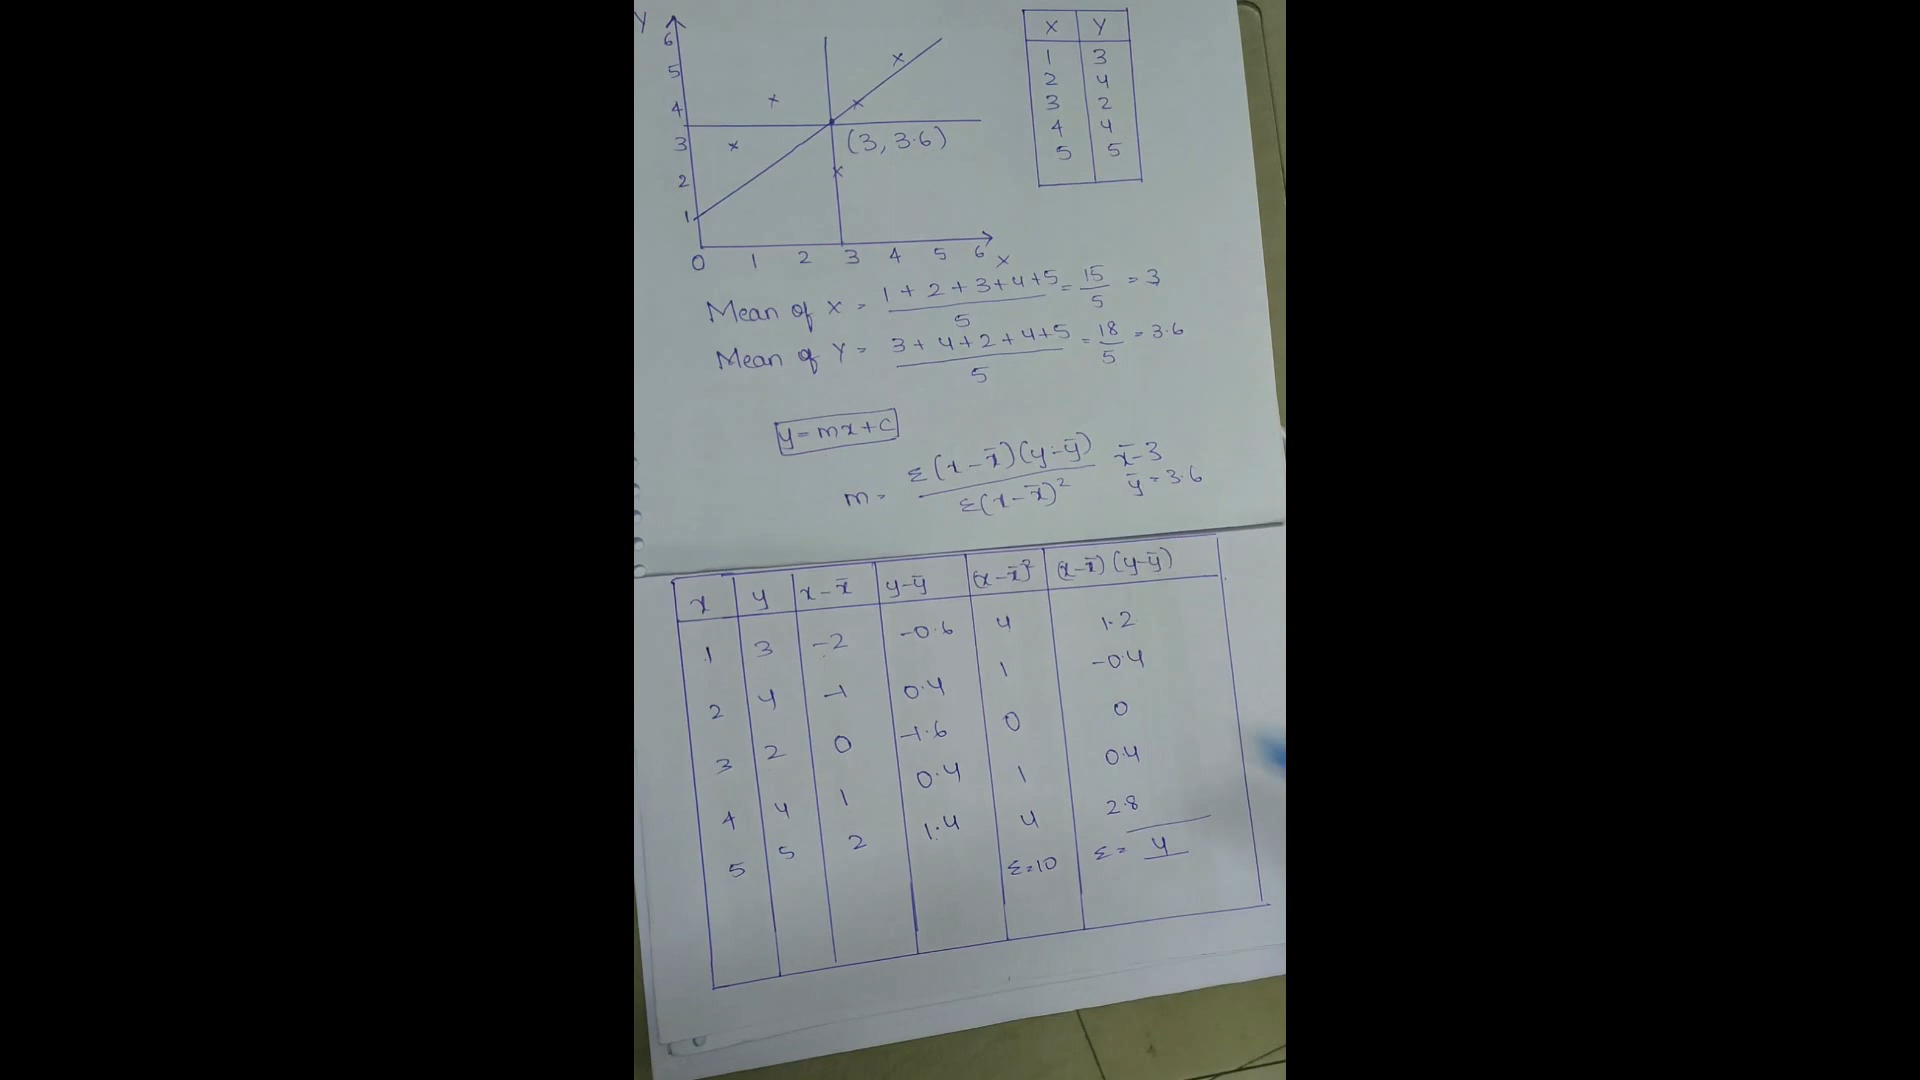 Y
6
5
4
3
2
1
0 1 2 3 4 5 6 X
(3, 3.6)
X Y
1 3
2 4
3 2
4 4
5 5
Mean of X = 1 + 2 + 3 + 4 + 5 / 5 = 15 / 5 = 3
Mean of Y = 3 + 4 + 2 + 4 + 5 / 5 = 18 / 5 = 3.6
y = mx + c
m = Σ(x - x̄)(y - ȳ) / Σ(x - x̄)²
x̄ - 3
ȳ = 3.6
x y x - x̄ y - ȳ (x - x̄)² (x - x̄)(y - ȳ)
1 3 -2 -0.6 4 1.2
2 4 -1 0.4 1 -0.4
3 2 0 -1.6 0 0
4 4 1 0.4 1 0.4
5 5 2 1.4 4 2.8
Σ = 10 Σ = 4